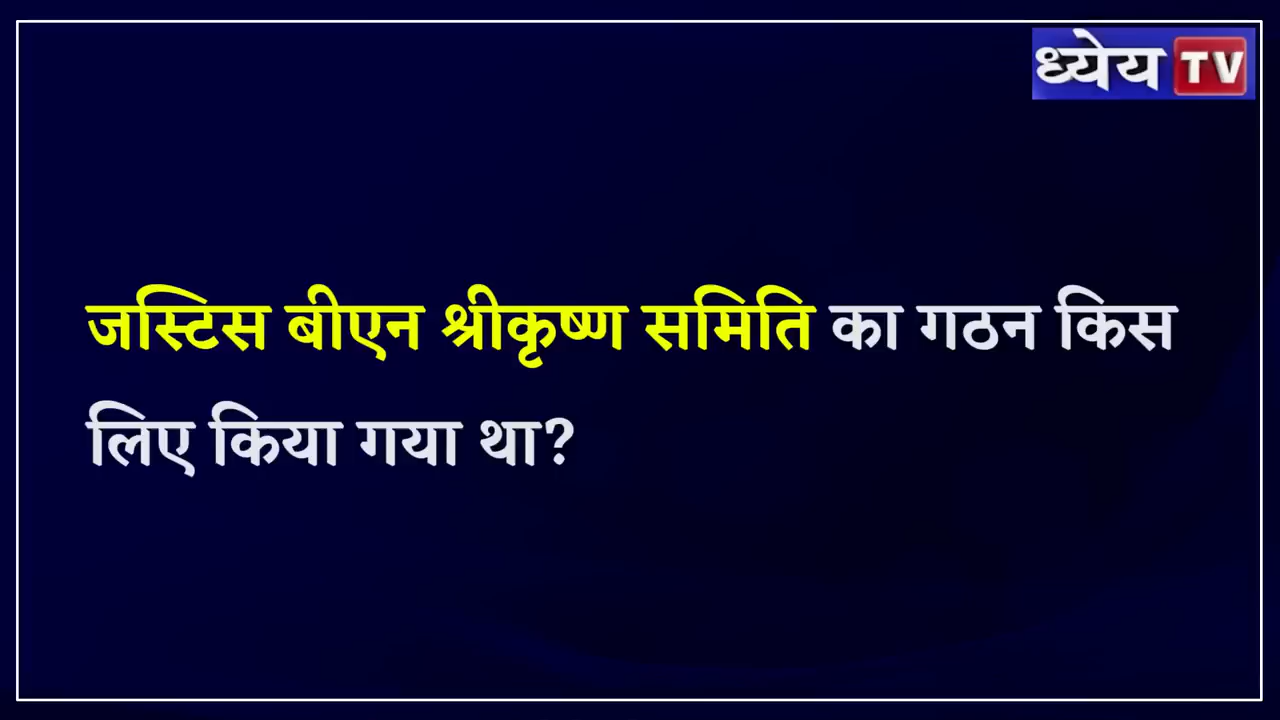 ध्येय TV
जस्टिस बीएन श्रीकृष्ण समिति का गठन किस
लिए किया गया था?